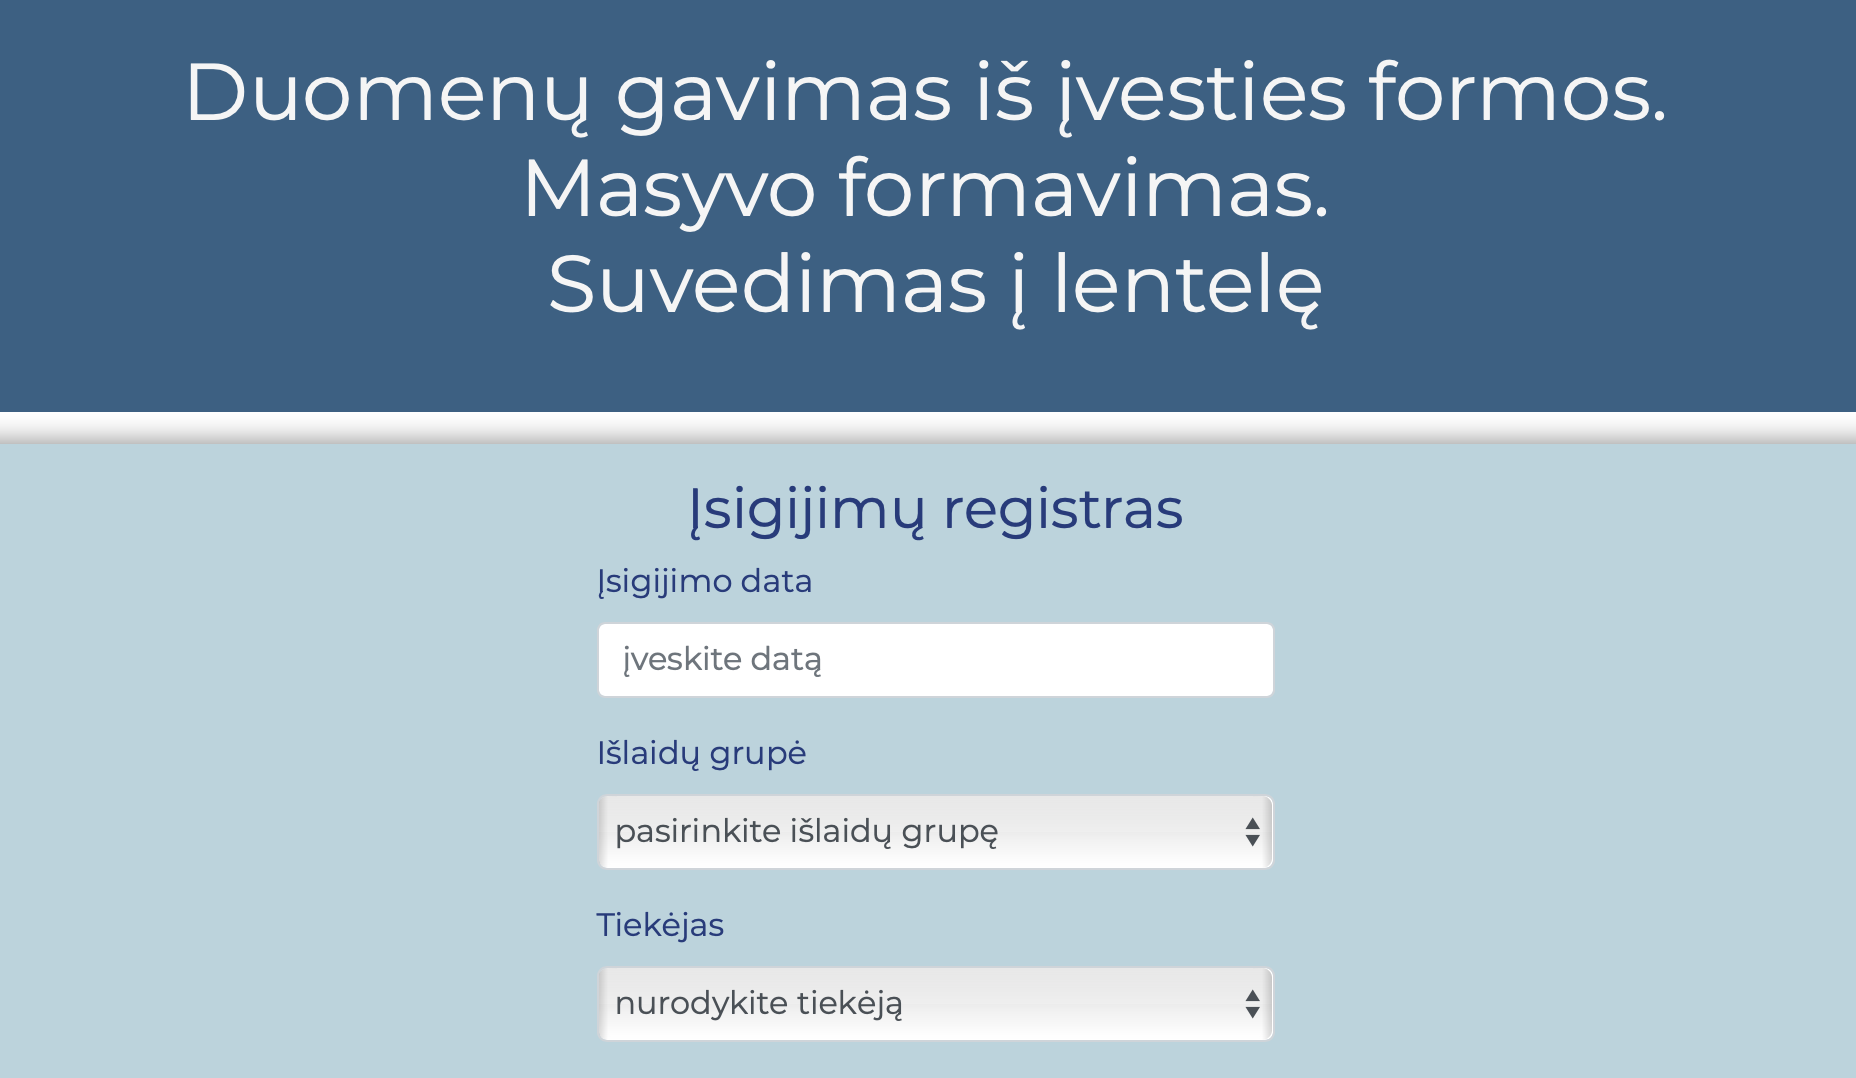 Duomenų gavimas iš įvesties formos.
Masyvo formavimas.
Suvedimas į lentelę
Įsigijimų registras
Įsigijimo data
įveskite datą
Išlaidų grupė
pasirinkite išlaidų grupę
Tiekėjas
nurodykite tiekėją